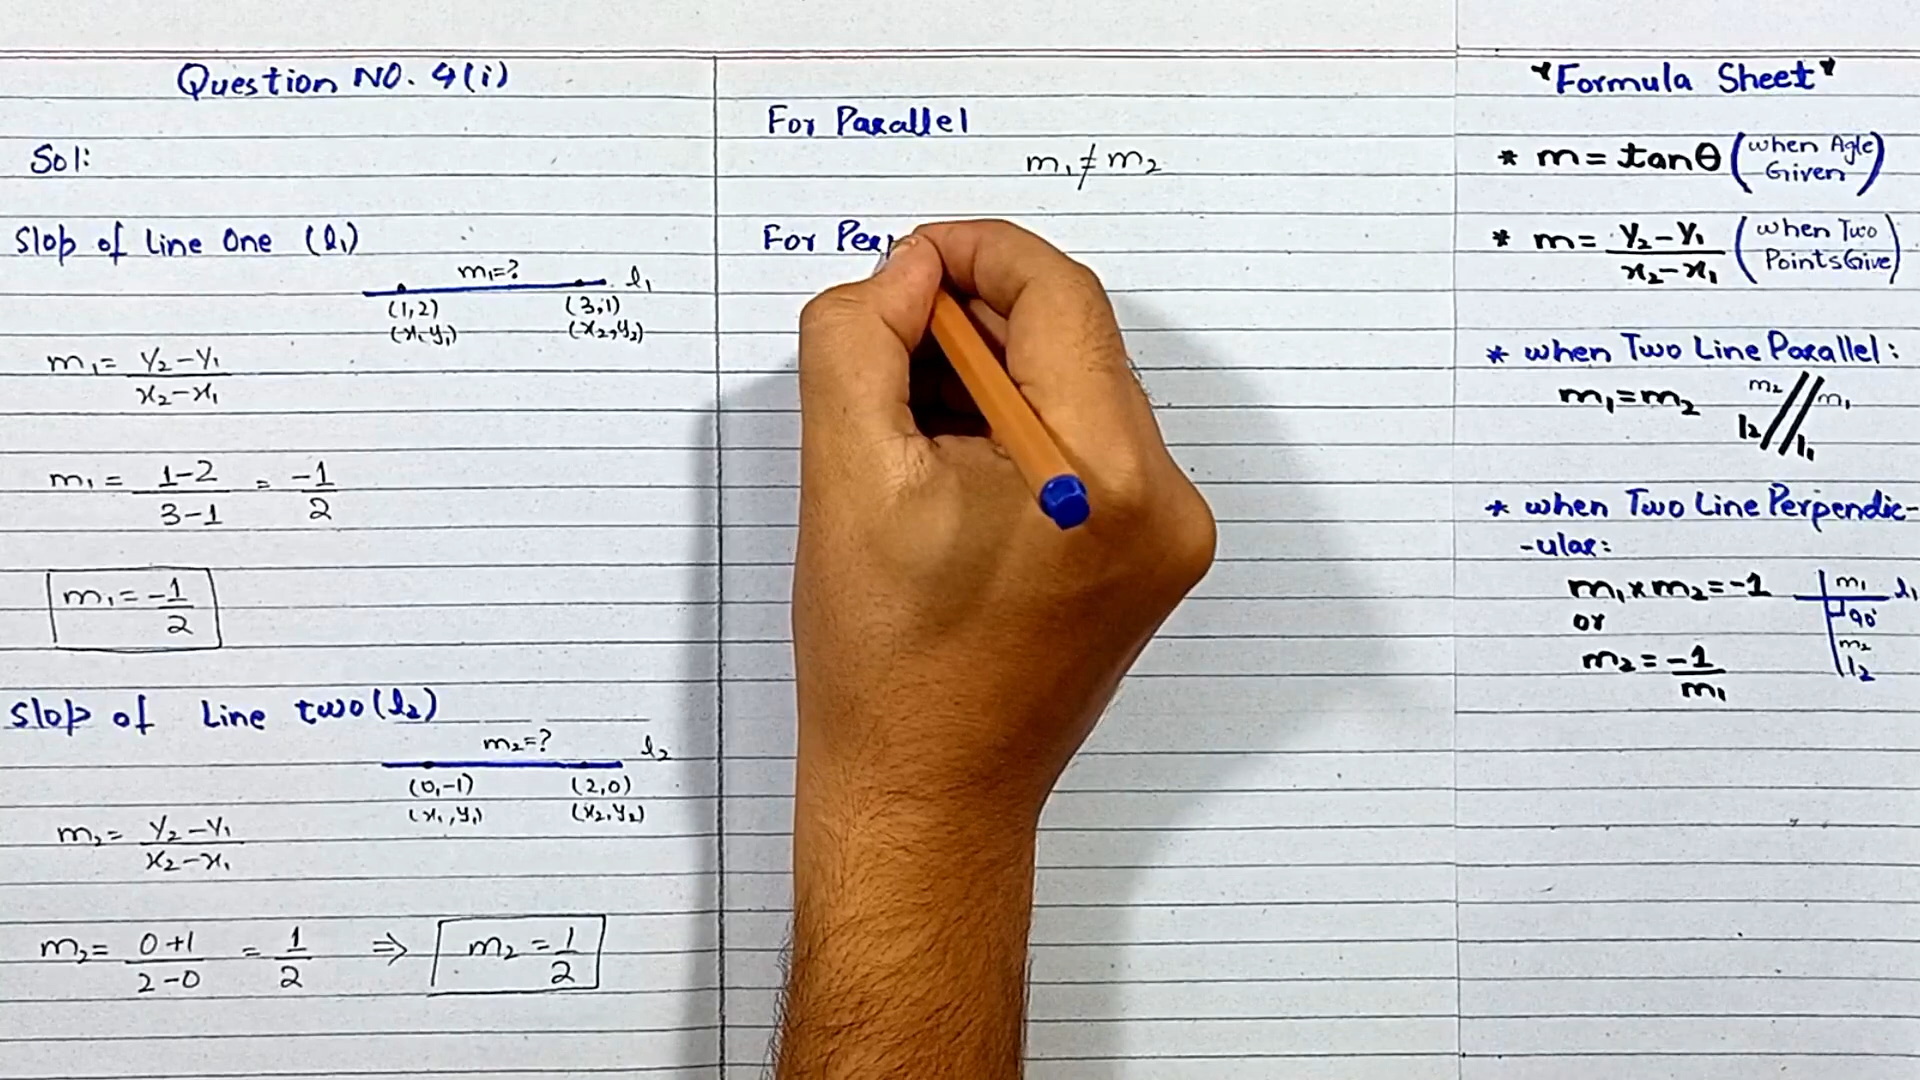 Question NO. 4(i)
Sol:
Slop of Line One (l₁)
m₁=?
l₁
(1,2)
(3,1)
(x₁-y₁)
(x₂,y₂)
m₁= Y₂-Y₁
x₂-x₁
m₁ = 1-2 = -1
3-1 2
m₁ = -1
2
Slop of Line two (l₂)
m₂=?
l₂
(0,-1)
(2,0)
(x₁,y₁)
(x₂,y₂)
m₂= Y₂-Y₁
x₂-x₁
m₂= 0+1 = 1 ⇒ m₂ = 1
2-0 2 2
For Parallel
m₁≠m₂
For Perp
"Formula Sheet"
* m = tanθ (when Agle
Given)
* m = Y₂-Y₁ (when Two
x₂-x₁ Points Give)
* when Two Line Parallel:
m₁=m₂
m₂ m₁
l₂ l₁
* when Two Line Perpendic-
-ular:
m₁×m₂=-1
or
m₂=-1
m₁
m₁ l₁
90°
m₂
l₂